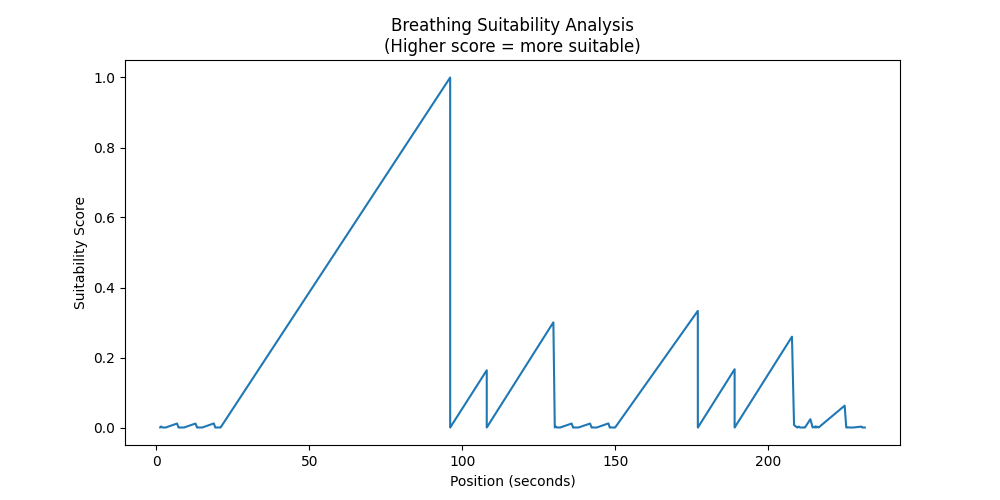 Breathing Suitability Analysis
(Higher score = more suitable)
Suitability Score
1.0
0.8
0.6
0.4
0.2
0.0
0
50
100
150
200
Position (seconds)